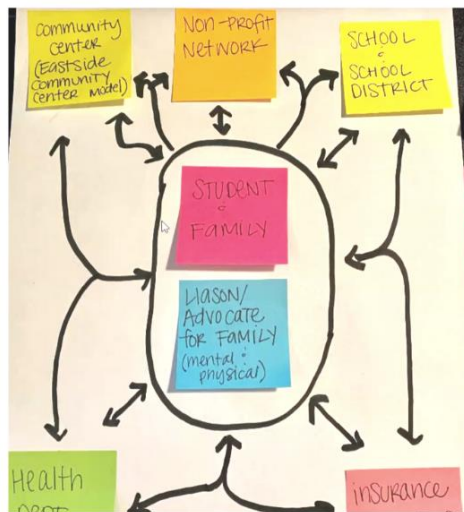 Community
Center
(Eastside
Community
Center model)
NON-PROFIT
NETWORK
SCHOOL
&
SCHOOL
DISTRICT
STUDENT
&
FAMILY
LIASON/
ADVOCATE
for FAMILY
(mental &
physical)
Health
DEPT
insurance